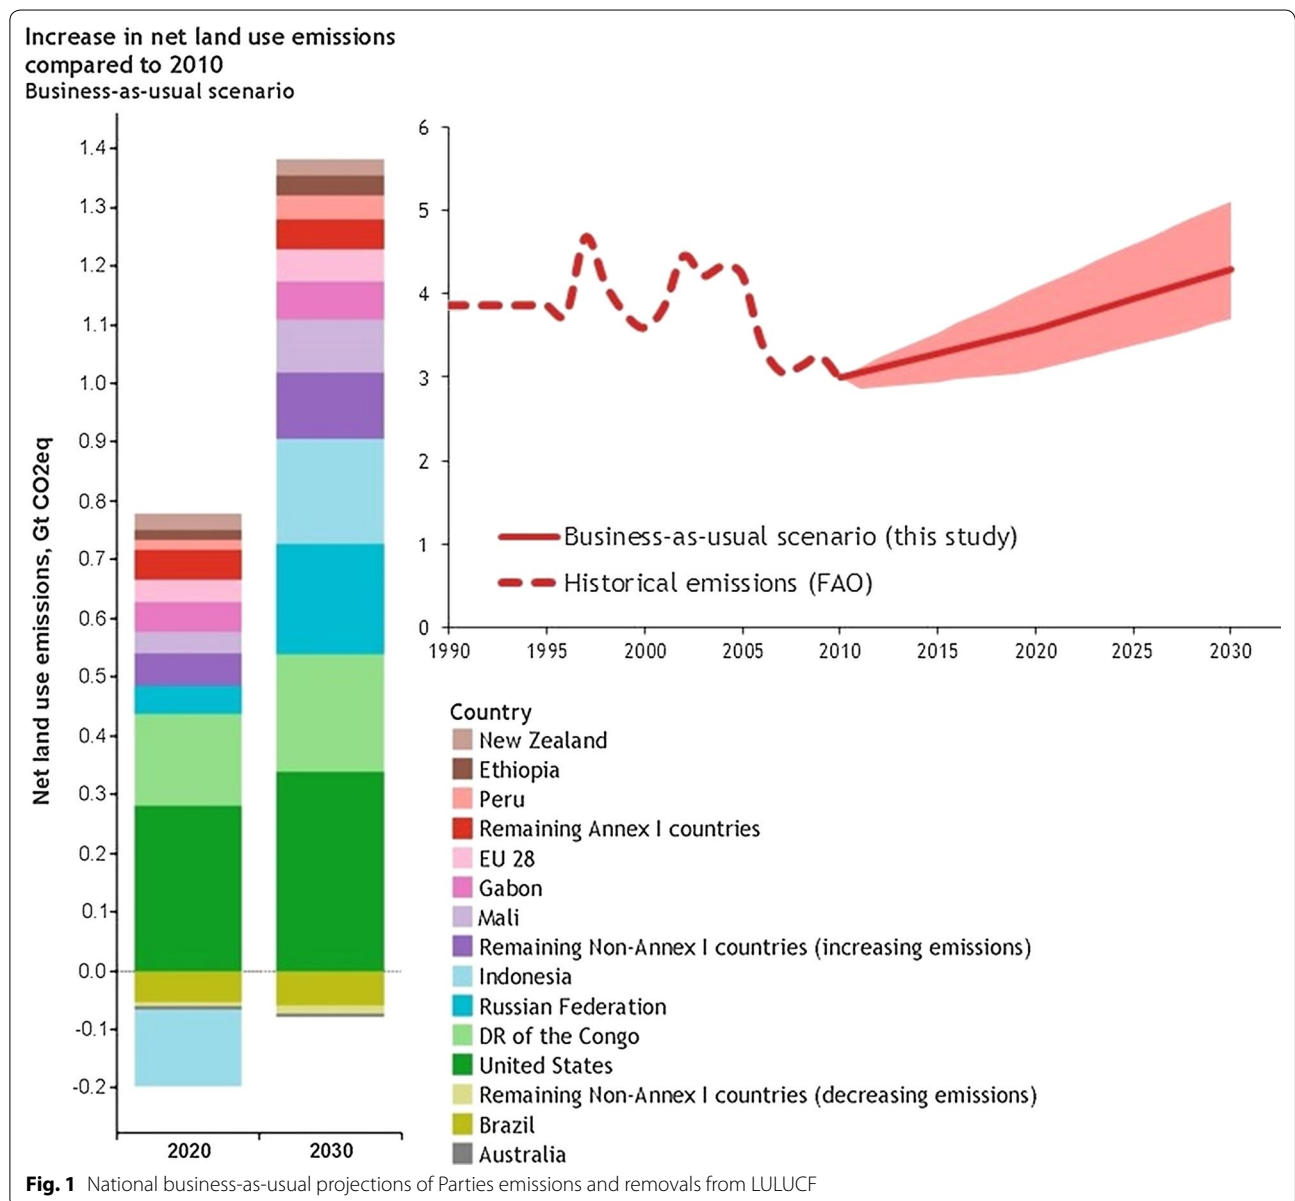 Increase in net land use emissions
compared to 2010
Business-as-usual scenario
Net land use emissions, Gt CO2eq
1.4
1.3
1.2
1.1
1.0
0.9
0.8
0.7
0.6
0.5
0.4
0.3
0.2
0.1
0.0
-0.1
-0.2
2020 2030
6
5
4
3
2
1
0
1990 1995 2000 2005 2010 2015 2020 2025 2030
Business-as-usual scenario (this study)
Historical emissions (FAO)
Country
New Zealand
Ethiopia
Peru
Remaining Annex I countries
EU 28
Gabon
Mali
Remaining Non-Annex I countries (increasing emissions)
Indonesia
Russian Federation
DR of the Congo
United States
Remaining Non-Annex I countries (decreasing emissions)
Brazil
Australia
Fig. 1 National business-as-usual projections of Parties emissions and removals from LULUCF